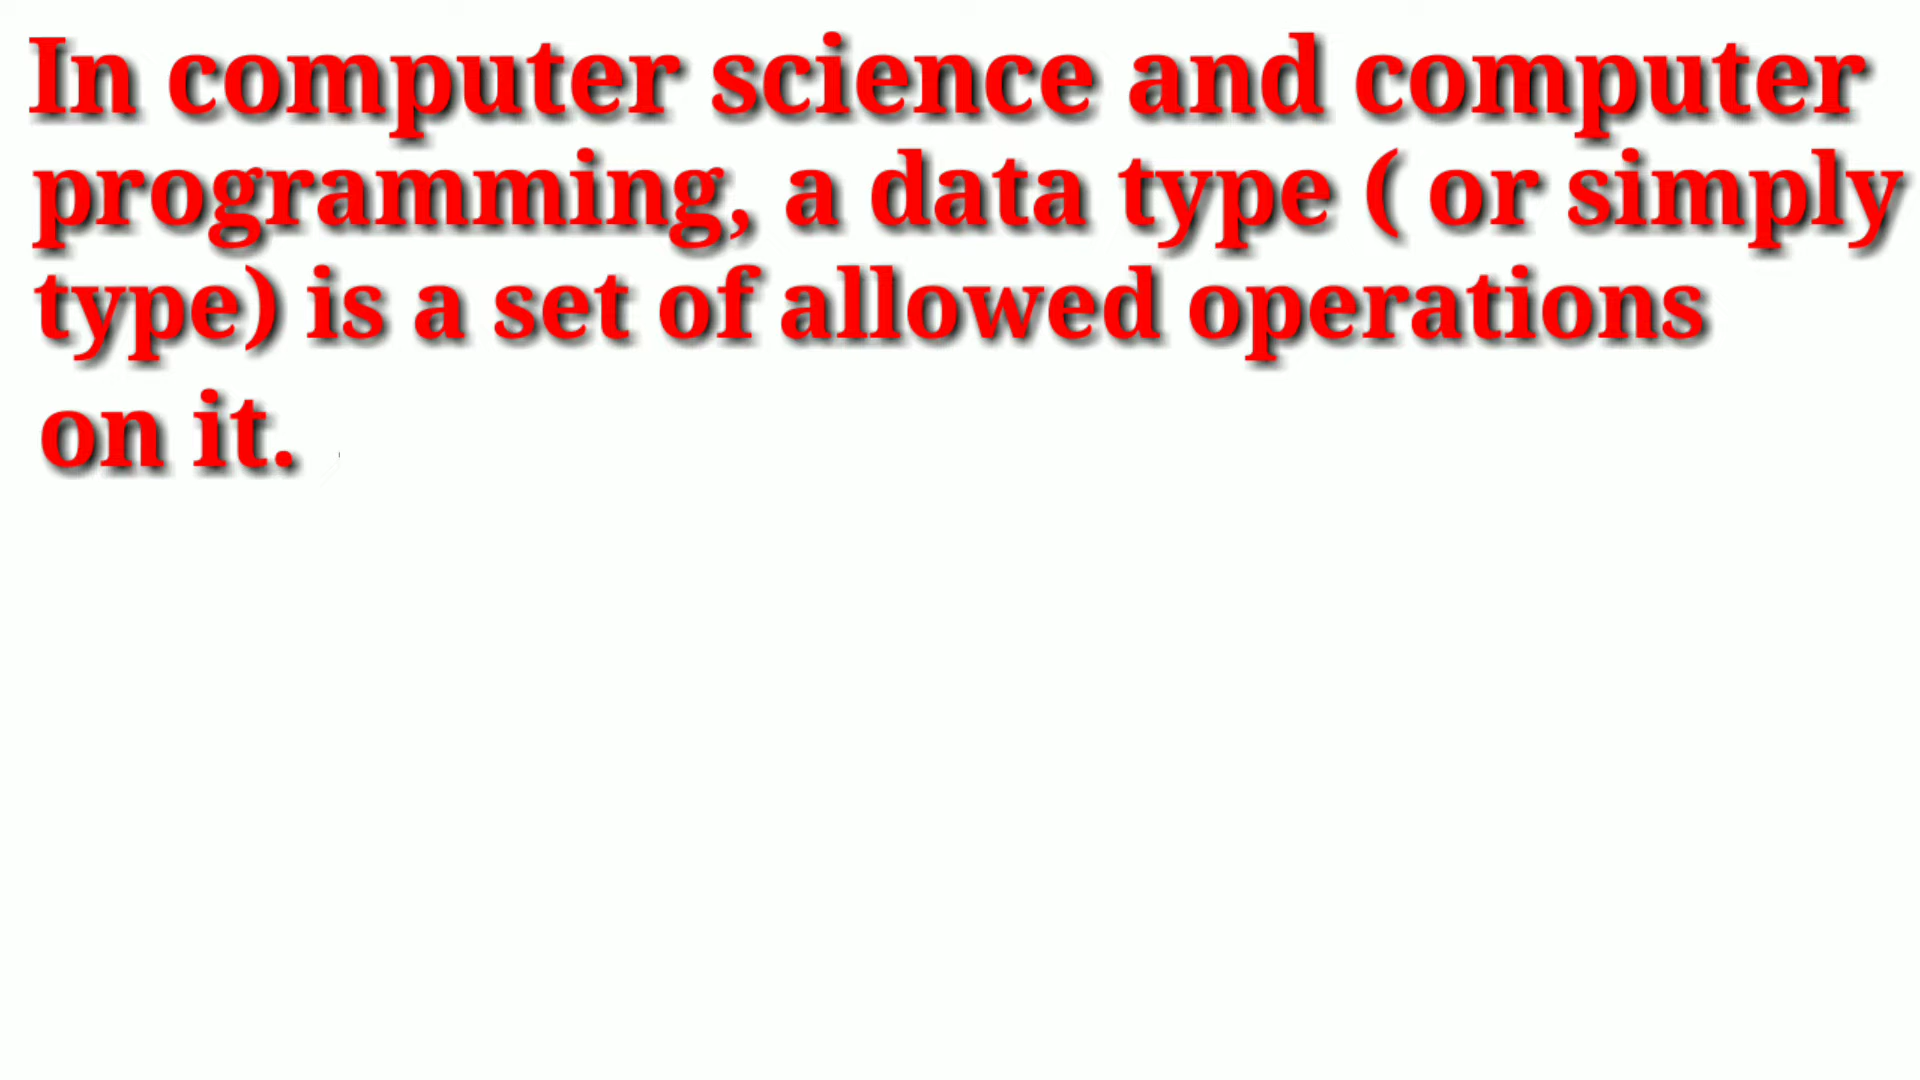 In computer science and computer
programming, a data type ( or simply
type) is a set of allowed operations
on it.